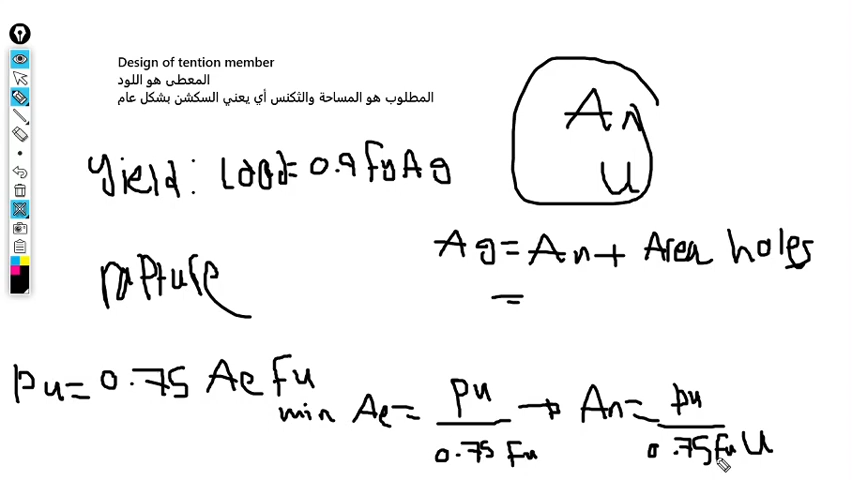 Design of tention member
المعطى هو اللود
المطلوب هو المساحة والثكنس أي يعني السكشن بشكل عام
An
U
yield: Load= 0.9 Fy Ag
Ag = An + Area holes
=
rapture
Pu = 0.75 Ae Fu
min Ae = Pu / 0.75 Fu → An = Pu / 0.75 Fu U